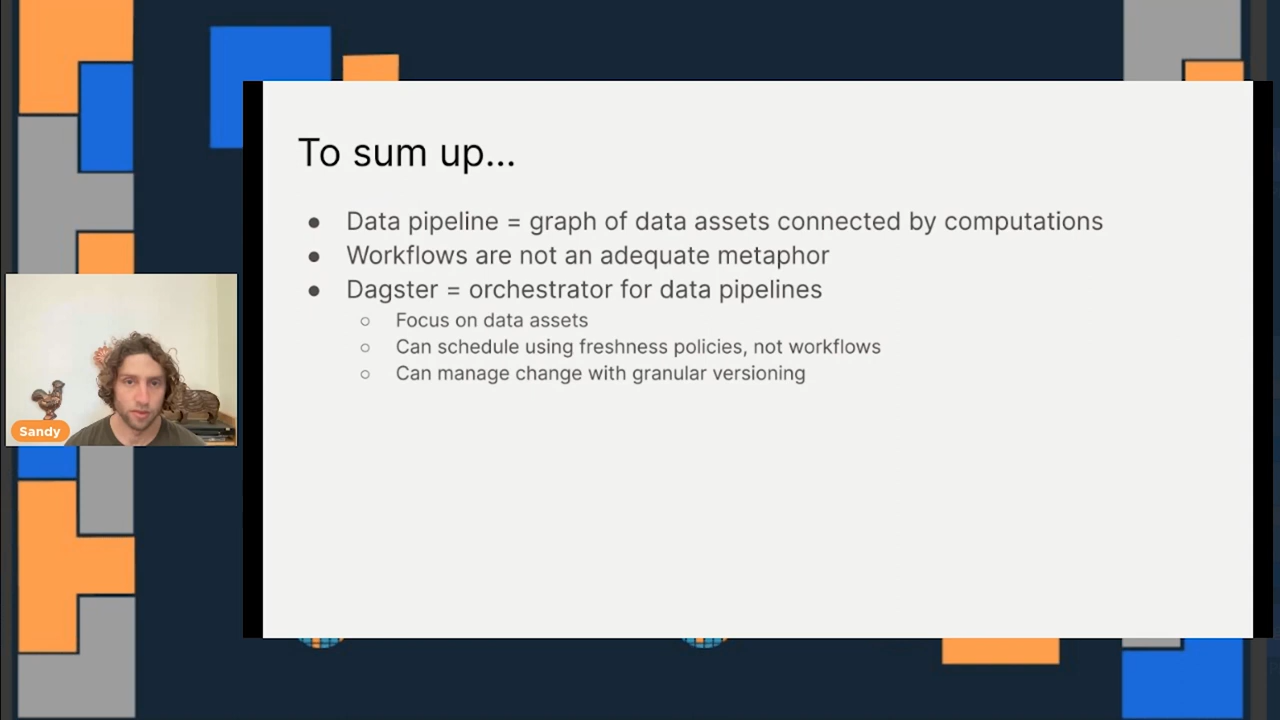 To sum up...
● Data pipeline = graph of data assets connected by computations
● Workflows are not an adequate metaphor
● Dagster = orchestrator for data pipelines
○ Focus on data assets
○ Can schedule using freshness policies, not workflows
○ Can manage change with granular versioning
Sandy